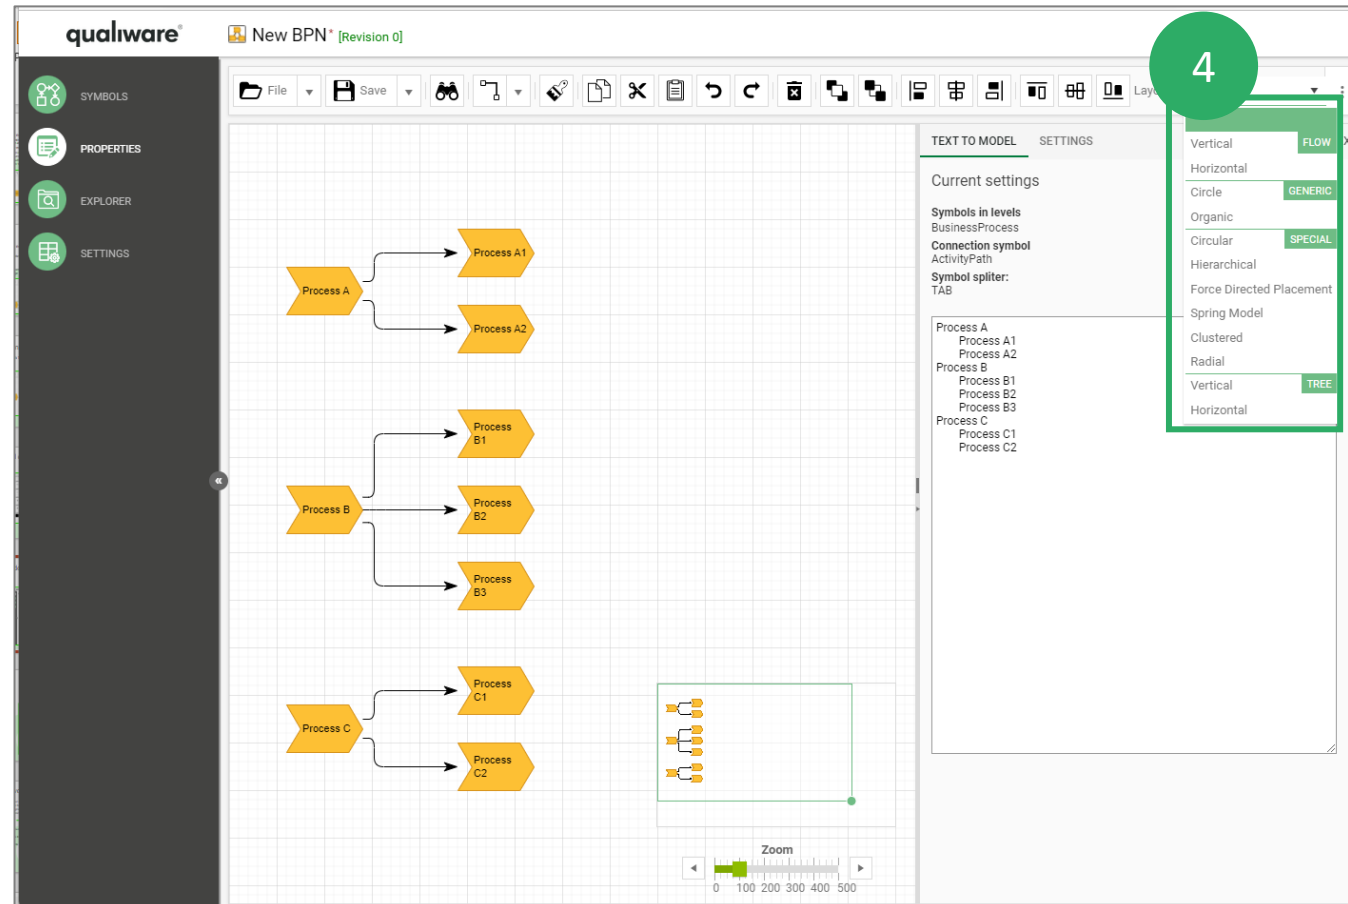 qualiware®
New BPN* [Revision 0]
4
SYMBOLS
PROPERTIES
EXPLORER
SETTINGS
File
Save
TEXT TO MODEL SETTINGS
Current settings
Symbols in levels
BusinessProcess
Connection symbol
ActivityPath
Symbol spliter:
TAB
Process A
Process A1
Process A2
Process B
Process B1
Process B2
Process B3
Process C
Process C1
Process C2
Vertical FLOW
Horizontal
Circle GENERIC
Organic
Circular SPECIAL
Hierarchical
Force Directed Placement
Spring Model
Clustered
Radial
Vertical TREE
Horizontal
Process A
Process A1
Process A2
Process B
Process
B1
Process
B2
Process
B3
Process C
Process
C1
Process
C2
Zoom
0 100 200 300 400 500